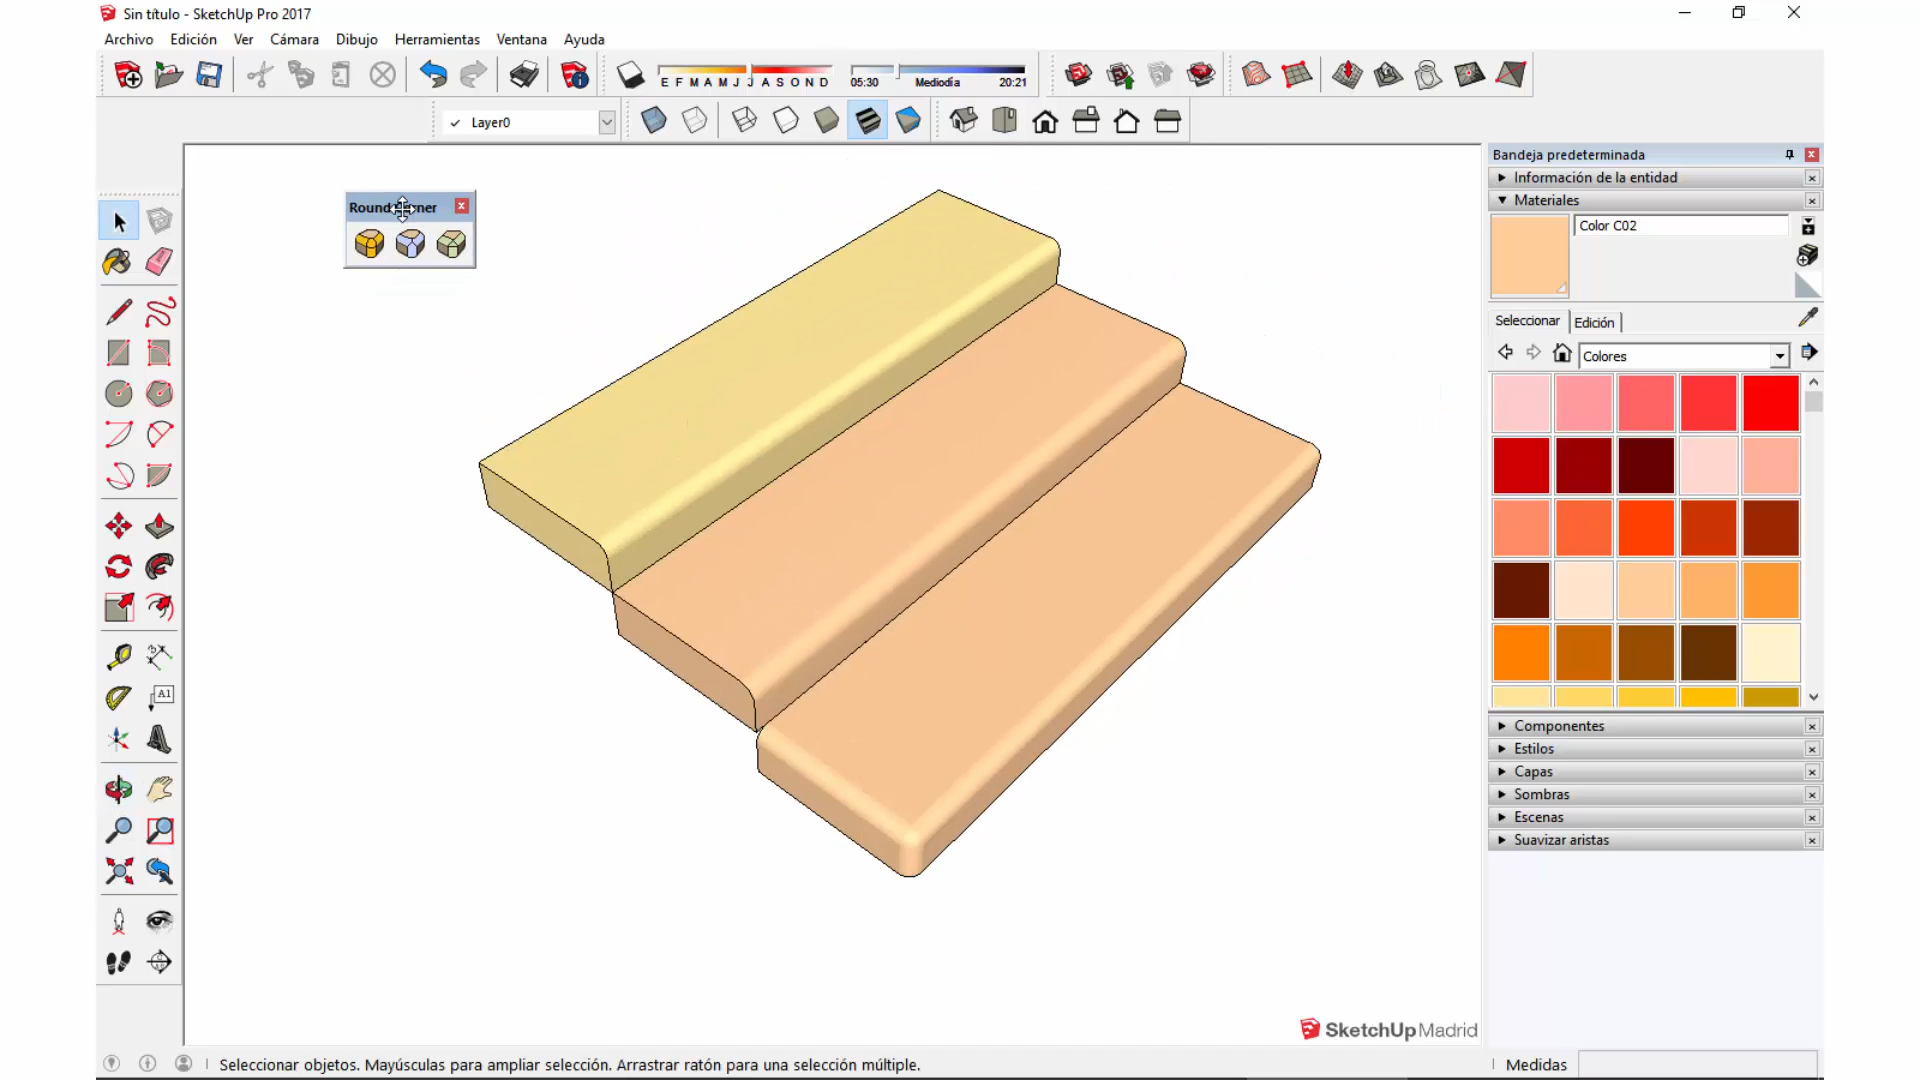 Sin título - SketchUp Pro 2017
Archivo Edición Ver Cámara Dibujo Herramientas Ventana Ayuda
E F M A M J J A S O N D 05:30 Mediodía 20:21
Layer0
Bandeja predeterminada
Información de la entidad
Materiales
Color C02
Seleccionar Edición
Colores
Componentes
Estilos
Capas
Sombras
Escenas
Suavizar aristas
A1
SketchUp Madrid
Seleccionar objetos. Mayúsculas para ampliar selección. Arrastrar ratón para una selección múltiple.
Medidas